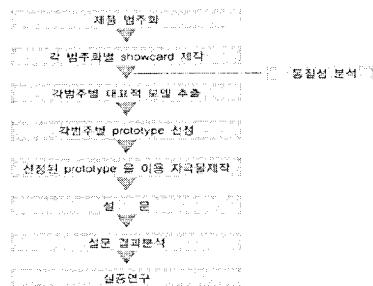 제품 범주화
각 범주화별 showcard 제작
동질성 분석
각범주별 대표적 모델 추출
각범주별 prototype 선정
선정된 prototype 을 이용 자극물제작
설 문
설문 결과분석
실증연구